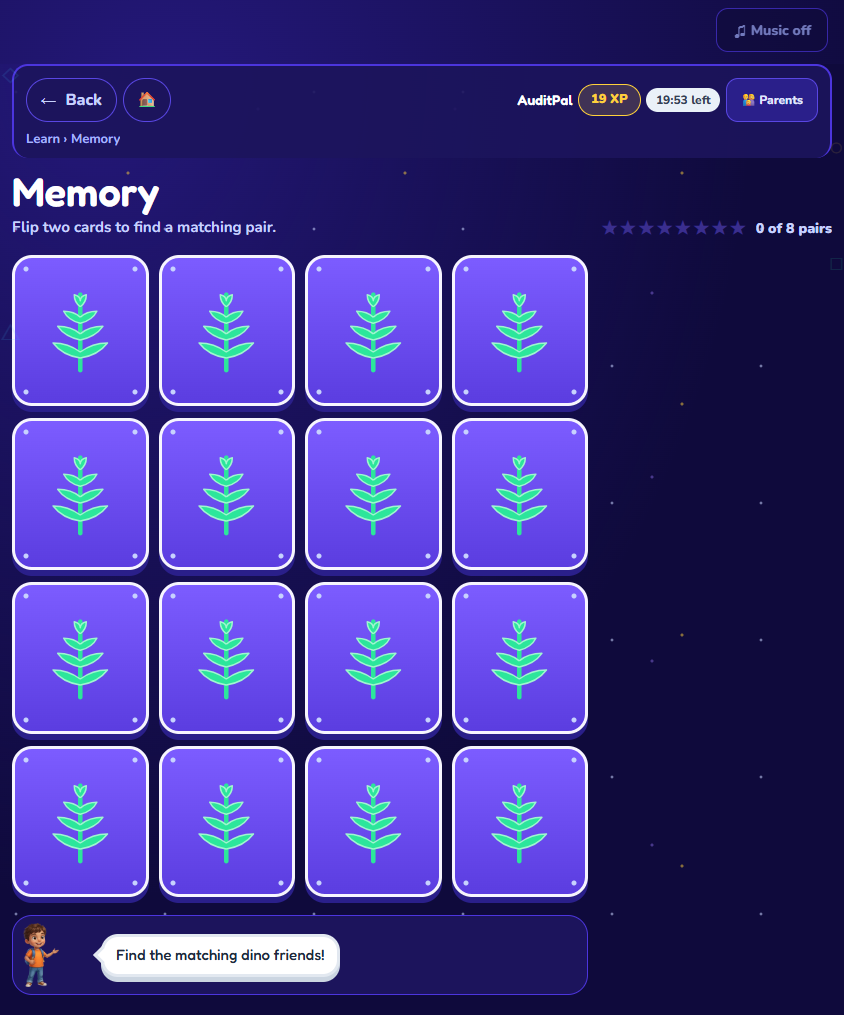 ♫ Music off
← Back
AuditPal 19 XP 19:53 left Parents
Learn › Memory
Memory
Flip two cards to find a matching pair.
0 of 8 pairs
Find the matching dino friends!